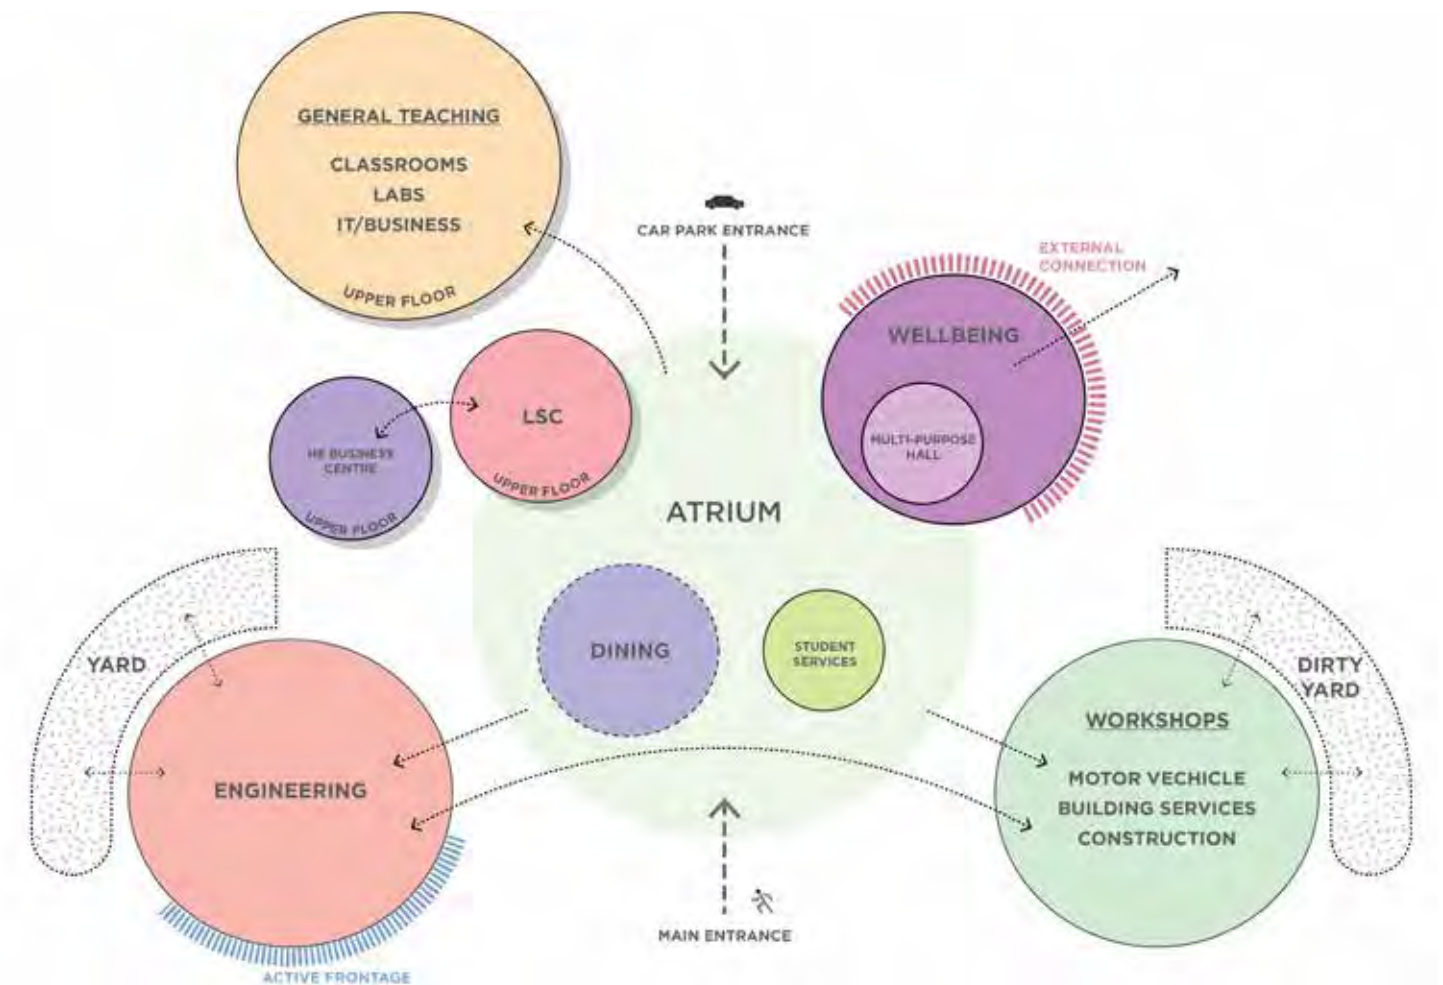 GENERAL TEACHING
CLASSROOMS
LABS
IT/BUSINESS
UPPER FLOOR
CAR PARK ENTRANCE
EXTERNAL
CONNECTION
WELLBEING
MULTI-PURPOSE
HALL
LSC
UPPER FLOOR
HE BUSINESS
CENTRE
UPPER FLOOR
ATRIUM
DINING
STUDENT
SERVICES
YARD
ENGINEERING
ACTIVE FRONTAGE
DIRTY
YARD
WORKSHOPS
MOTOR VECHICLE
BUILDING SERVICES
CONSTRUCTION
MAIN ENTRANCE